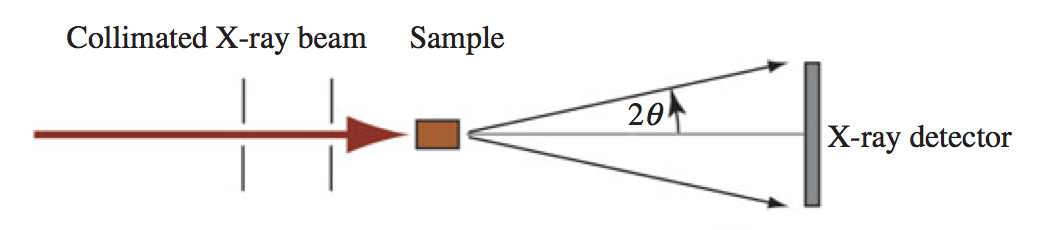 Collimated X-ray beam
Sample
2θ
X-ray detector